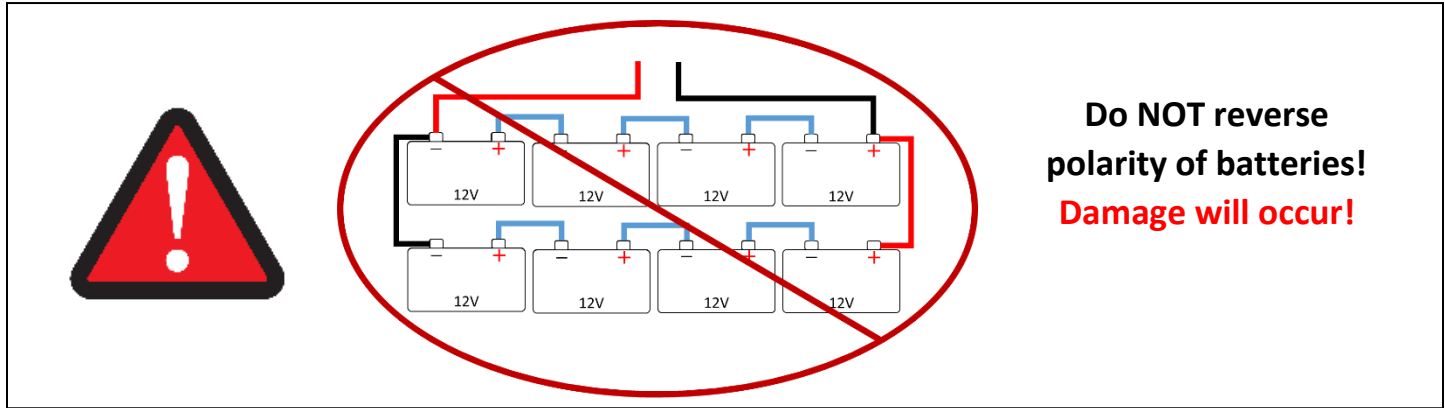 Do NOT reverse
polarity of batteries!
Damage will occur!
− + − + − + − +
12V 12V 12V 12V
− + − + − + − +
12V 12V 12V 12V